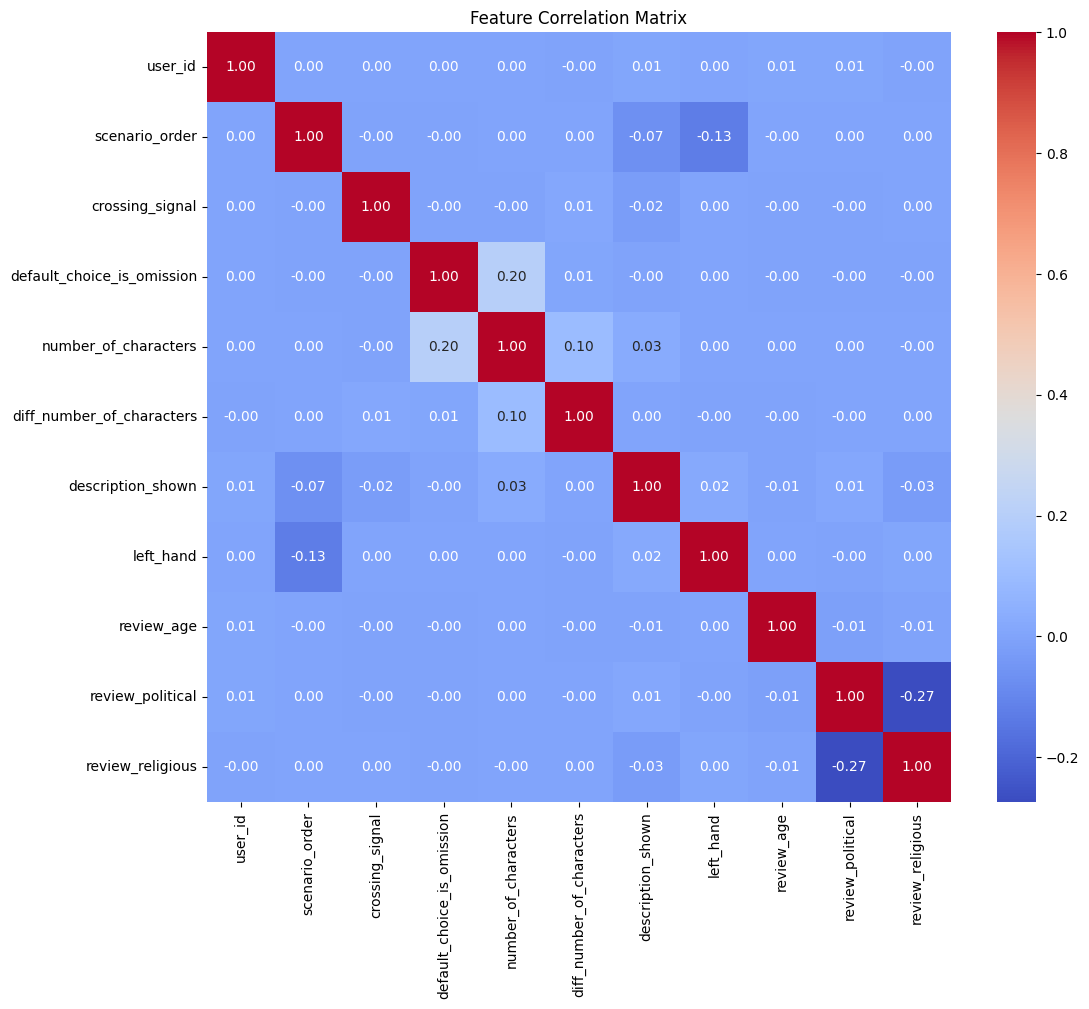 Feature Correlation Matrix
user_id 1.00 0.00 0.00 0.00 0.00 -0.00 0.01 0.00 0.01 0.01 -0.00
scenario_order 0.00 1.00 -0.00 -0.00 0.00 0.00 -0.07 -0.13 -0.00 0.00 0.00
crossing_signal 0.00 -0.00 1.00 -0.00 -0.00 0.01 -0.02 0.00 -0.00 -0.00 0.00
default_choice_is_omission 0.00 -0.00 -0.00 1.00 0.20 0.01 -0.00 0.00 -0.00 -0.00 -0.00
number_of_characters 0.00 0.00 -0.00 0.20 1.00 0.10 0.03 0.00 0.00 0.00 -0.00
diff_number_of_characters -0.00 0.00 0.01 0.01 0.10 1.00 0.00 -0.00 -0.00 -0.00 0.00
description_shown 0.01 -0.07 -0.02 -0.00 0.03 0.00 1.00 0.02 -0.01 0.01 -0.03
left_hand 0.00 -0.13 0.00 0.00 0.00 -0.00 0.02 1.00 0.00 -0.00 0.00
review_age 0.01 -0.00 -0.00 -0.00 0.00 -0.00 -0.01 0.00 1.00 -0.01 -0.01
review_political 0.01 0.00 -0.00 -0.00 0.00 -0.00 0.01 -0.00 -0.01 1.00 -0.27
review_religious -0.00 0.00 0.00 -0.00 -0.00 0.00 -0.03 0.00 -0.01 -0.27 1.00
user_id
scenario_order
crossing_signal
default_choice_is_omission
number_of_characters
diff_number_of_characters
description_shown
left_hand
review_age
review_political
review_religious
1.0
0.8
0.6
0.4
0.2
0.0
−0.2